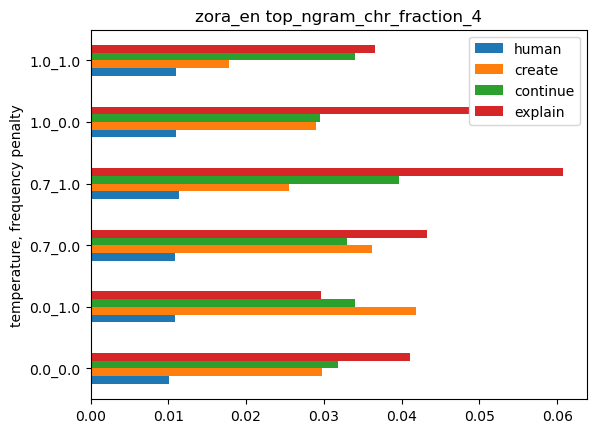 zora_en top_ngram_chr_fraction_4
human
create
continue
explain
temperature, frequency penalty
1.0_1.0
1.0_0.0
0.7_1.0
0.7_0.0
0.0_1.0
0.0_0.0
0.00 0.01 0.02 0.03 0.04 0.05 0.06